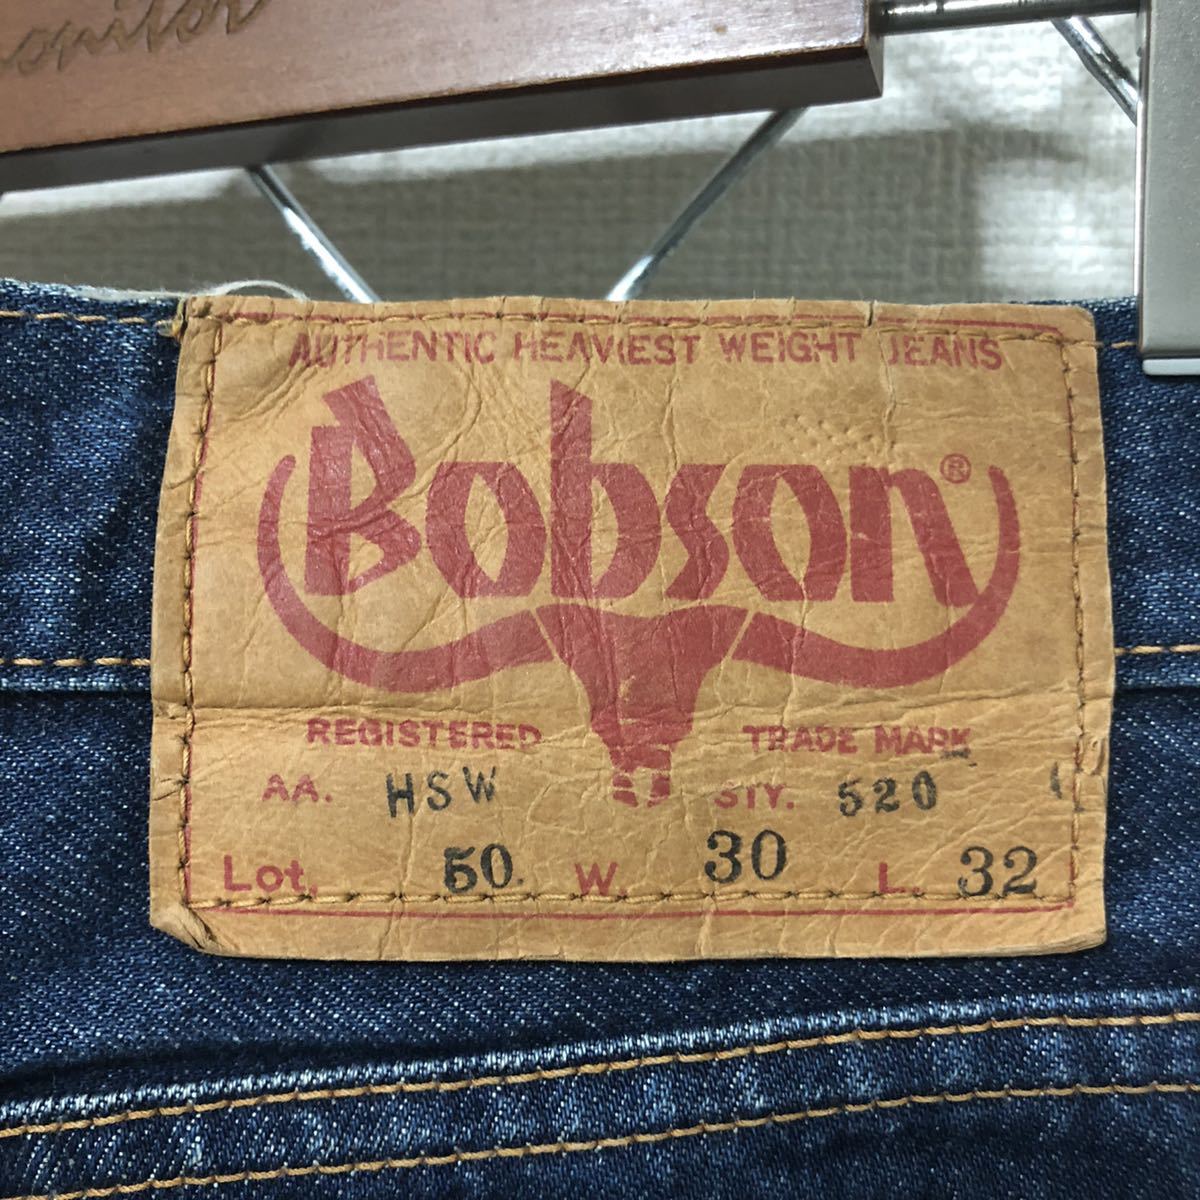 AUTHENTIC HEAVIEST WEIGHT JEANS
Bobson®
REGISTERED TRADE MARK
AA. HSW STY. 520
Lot. 50. W. 30 L. 32